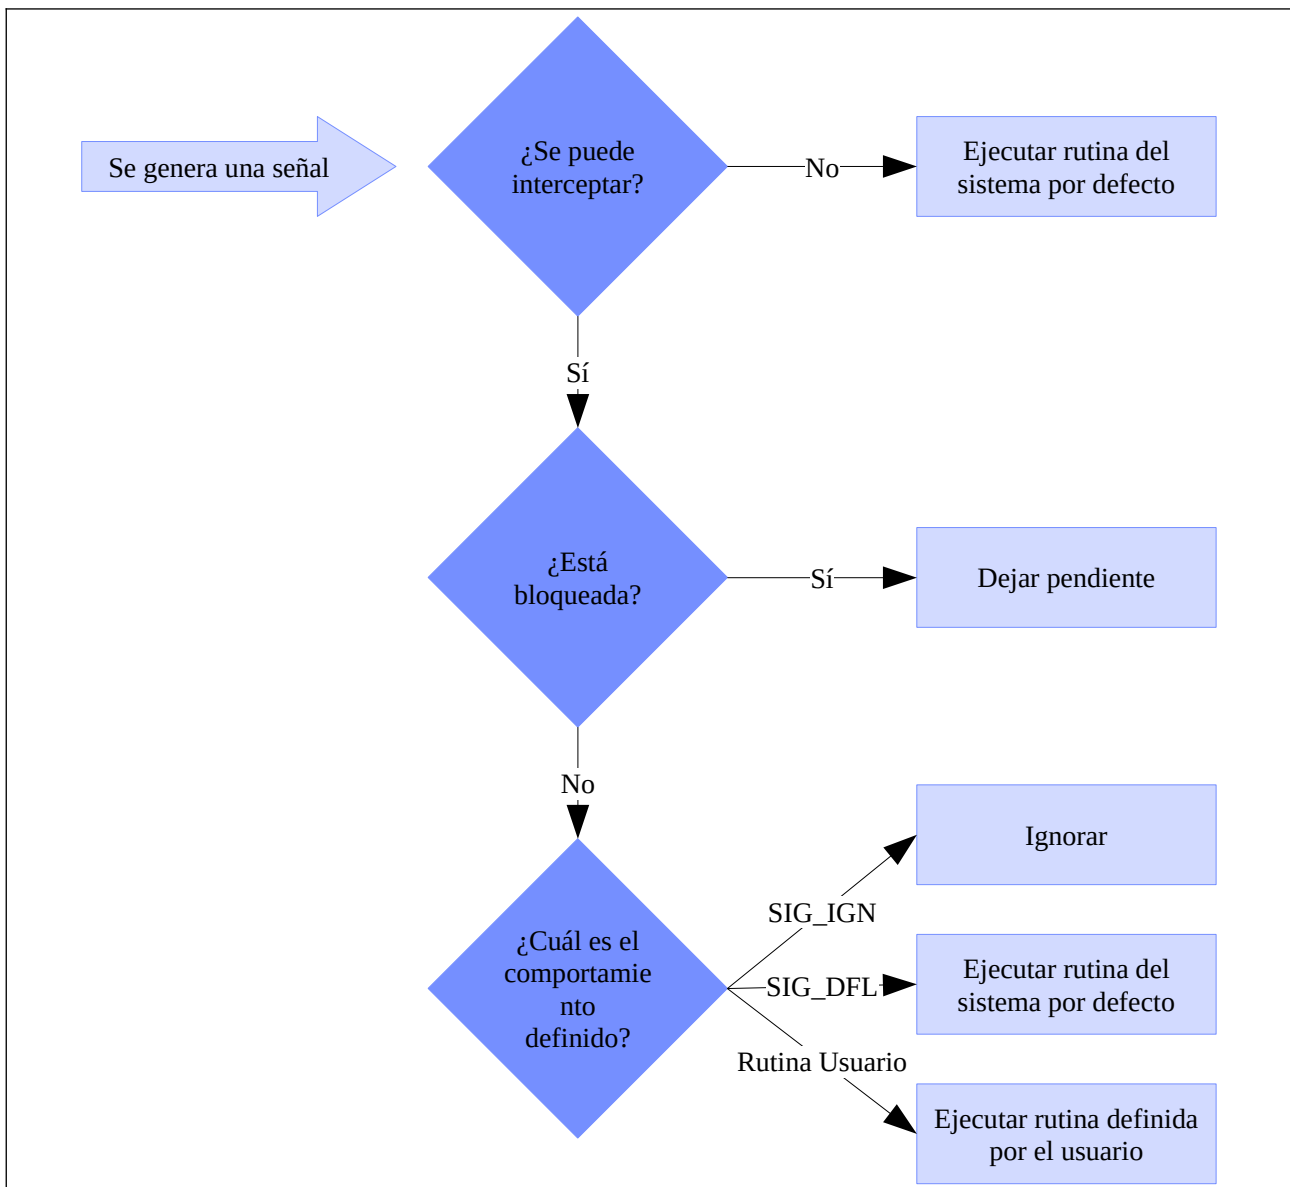 Se genera una señal
¿Se puede
interceptar?
No
Ejecutar rutina del
sistema por defecto
Sí
¿Está
bloqueada?
Sí
Dejar pendiente
No
¿Cuál es el
comportamie
nto
definido?
SIG_IGN
Ignorar
SIG_DFL
Ejecutar rutina del
sistema por defecto
Rutina Usuario
Ejecutar rutina definida
por el usuario